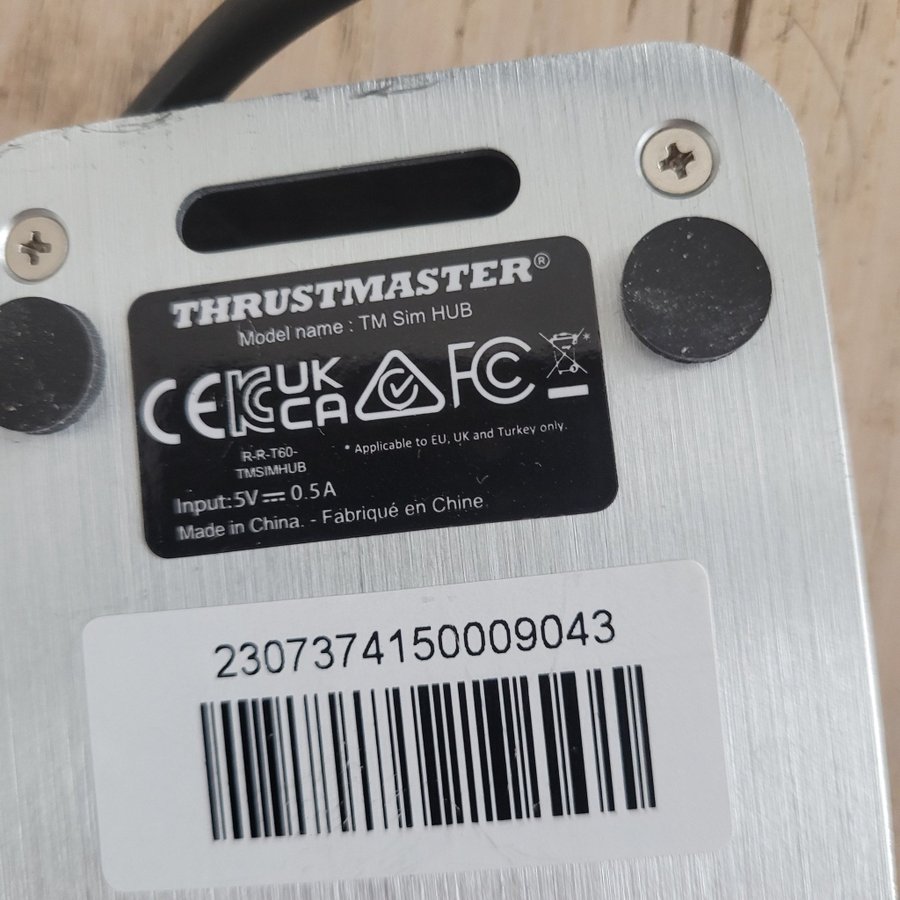 THRUSTMASTER®
Model name : TM Sim HUB
CE KC UK CA FC *
R-R-T60-
TMSIMHUB
* Applicable to EU, UK and Turkey only.
Input:5V⎓ 0.5A
Made in China. - Fabriqué en Chine
2307374150009043